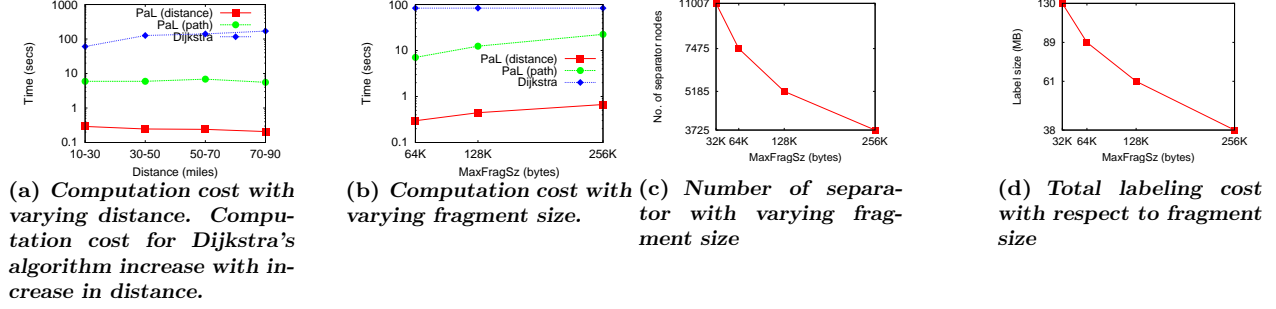 1000
100
10
1
0.1
Time (secs)
PaL (distance)
PaL (path)
Dijkstra
10-30 30-50 50-70 70-90
Distance (miles)
(a) Computation cost with
varying distance. Compu-
tation cost for Dijkstra's
algorithm increase with in-
crease in distance.
100
10
1
0.1
Time (secs)
PaL (distance)
PaL (path)
Dijkstra
64K 128K 256K
MaxFragSz (bytes)
(b) Computation cost with
varying fragment size.
11007
7475
5185
3725
No. of separator nodes
32K 64K 128K 256K
MaxFragSz (bytes)
(c) Number of separa-
tor with varying frag-
ment size
130
89
61
38
Label size (MB)
32K 64K 128K 256K
MaxFragSz (bytes)
(d) Total labeling cost
with respect to fragment
size